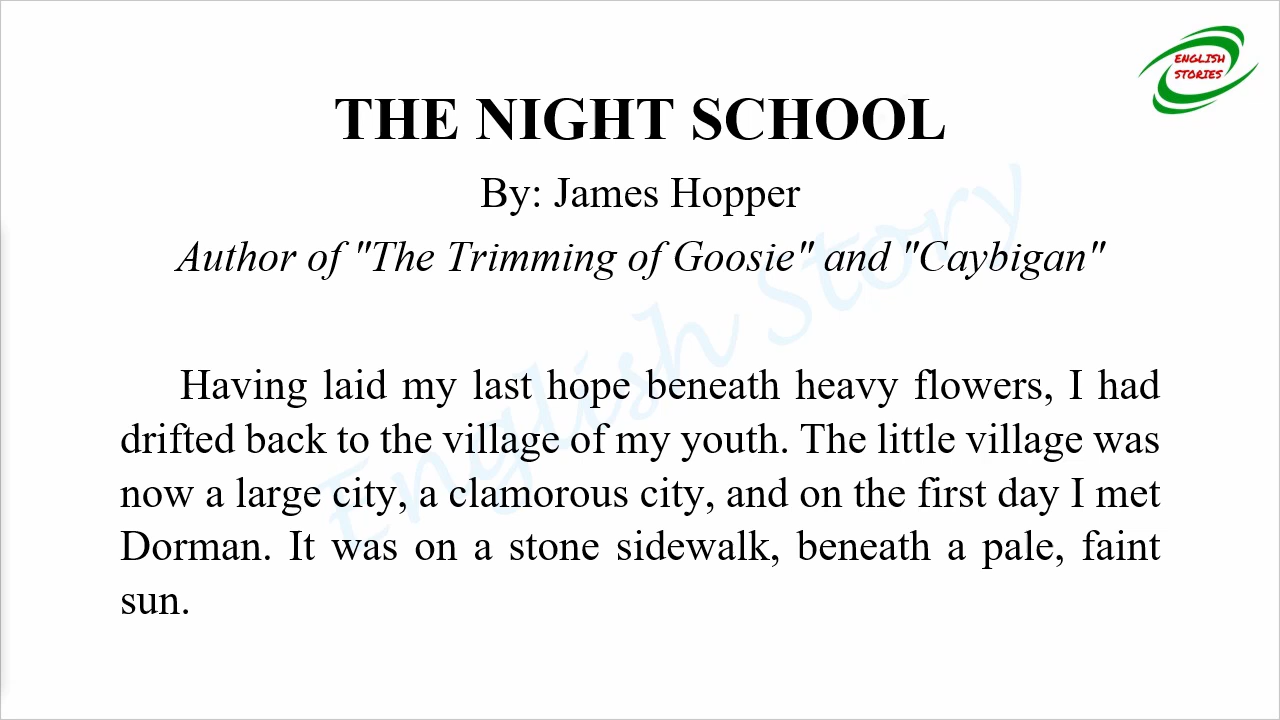 ENGLISH
STORIES
THE NIGHT SCHOOL
By: James Hopper
Author of "The Trimming of Goosie" and "Caybigan"
English Story
Having laid my last hope beneath heavy flowers, I had
drifted back to the village of my youth. The little village was
now a large city, a clamorous city, and on the first day I met
Dorman. It was on a stone sidewalk, beneath a pale, faint
sun.